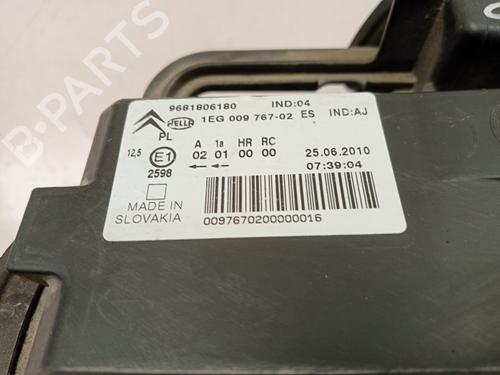 9681806180 IND:04
HELLA 1EG 009 767-02 ES IND:AJ
PL
A 1a HR RC
12,5 E1 02 01 00 00 25.06.2010
2598 07:39:04
MADE IN
SLOVAKIA
0097670200000016
B-PARTS